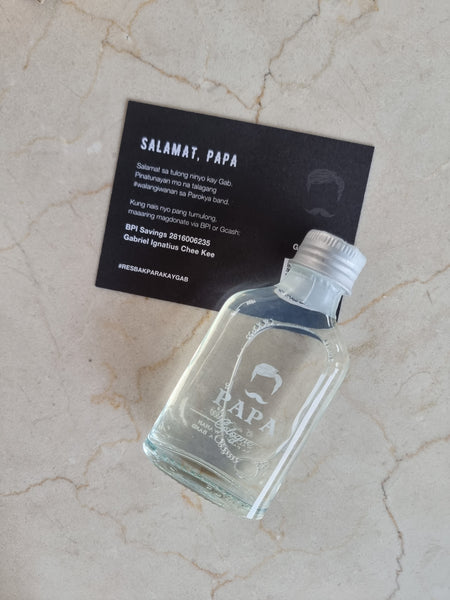 SALAMAT, PAPA
Salamat sa tulong ninyo kay Gab.
Pinatunayan mo na talagang
#walangiwanan sa Parokya band.
Kung nais nyo pang tumulong,
maaaring magdonate via BPI or Gcash:
BPI Savings 2816006235
Gabriel Ignatius Chee Kee
#RESBAKPARAKAYGAB
G
PAPA
Cologne